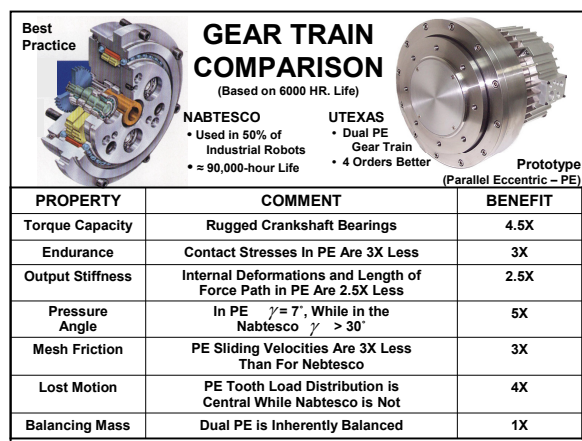 Best
Practice
GEAR TRAIN
COMPARISON
(Based on 6000 HR. Life)
NABTESCO
• Used in 50% of
Industrial Robots
• ≈ 90,000-hour Life
UTEXAS
• Dual PE
Gear Train
• 4 Orders Better
Prototype
(Parallel Eccentric – PE)
PROPERTY COMMENT BENEFIT
Torque Capacity Rugged Crankshaft Bearings 4.5X
Endurance Contact Stresses In PE Are 3X Less 3X
Output Stiffness Internal Deformations and Length of
Force Path in PE Are 2.5X Less 2.5X
Pressure
Angle In PE γ = 7°, While in the
Nabtesco γ > 30° 5X
Mesh Friction PE Sliding Velocities Are 3X Less
Than For Nebtesco 3X
Lost Motion PE Tooth Load Distribution is
Central While Nabtesco is Not 4X
Balancing Mass Dual PE is Inherently Balanced 1X